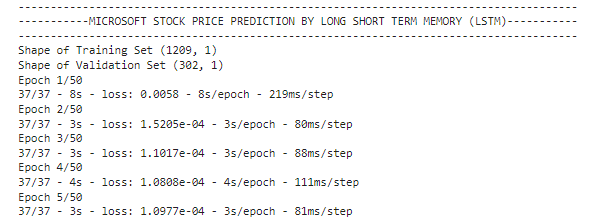 --------------------------------------------------------------------------------
----------MICROSOFT STOCK PRICE PREDICTION BY LONG SHORT TERM MEMORY (LSTM)----------
--------------------------------------------------------------------------------
Shape of Training Set (1209, 1)
Shape of Validation Set (302, 1)
Epoch 1/50
37/37 - 8s - loss: 0.0058 - 8s/epoch - 219ms/step
Epoch 2/50
37/37 - 3s - loss: 1.5205e-04 - 3s/epoch - 80ms/step
Epoch 3/50
37/37 - 3s - loss: 1.1017e-04 - 3s/epoch - 88ms/step
Epoch 4/50
37/37 - 4s - loss: 1.0808e-04 - 4s/epoch - 111ms/step
Epoch 5/50
37/37 - 3s - loss: 1.0977e-04 - 3s/epoch - 81ms/step